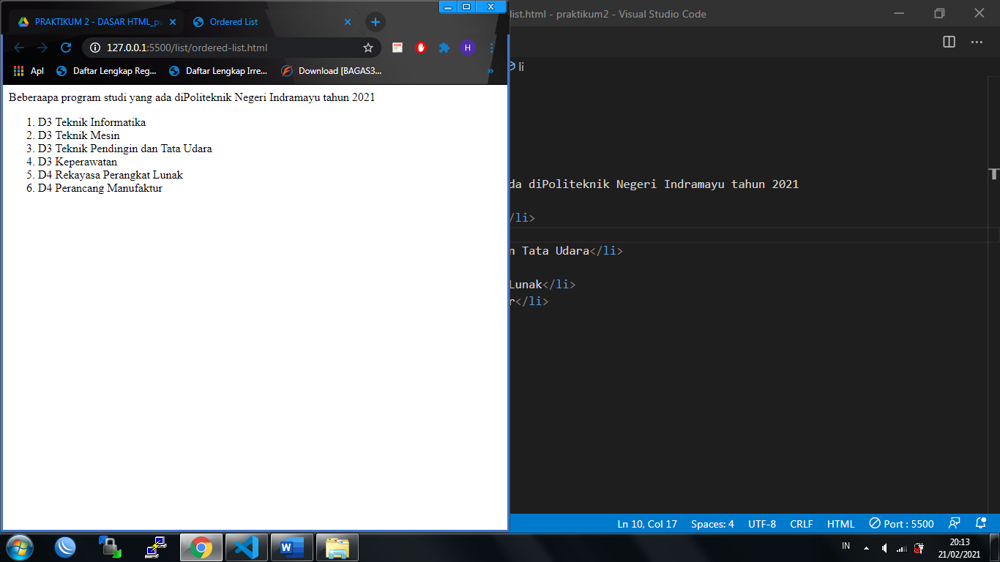 PRAKTIKUM 2 - DASAR HTML_pu
Ordered List
list.html - praktikum2 - Visual Studio Code
127.0.0.1:5500/list/ordered-list.html
H
Apl
Daftar Lengkap Reg...
Daftar Lengkap Irre...
Download [BAGAS3...
»
li
Beberaapa program studi yang ada diPoliteknik Negeri Indramayu tahun 2021
1. D3 Teknik Informatika
2. D3 Teknik Mesin
3. D3 Teknik Pendingin dan Tata Udara
4. D3 Keperawatan
5. D4 Rekayasa Perangkat Lunak
6. D4 Perancang Manufaktur
da diPoliteknik Negeri Indramayu tahun 2021
/li>
n Tata Udara</li>
Lunak</li>
r</li>
Ln 10, Col 17
Spaces: 4
UTF-8
CRLF
HTML
Port : 5500
IN
20:13
21/02/2021